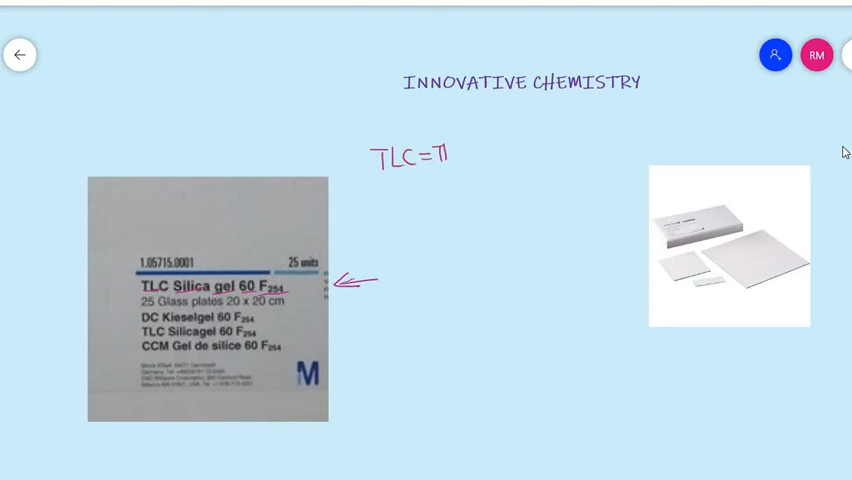 RM
INNOVATIVE CHEMISTRY
TLC=T
1.05715.0001 25 units
TLC Silica gel 60 F254
25 Glass plates 20 x 20 cm
DC Kieselgel 60 F254
TLC Silicagel 60 F254
CCM Gel de silice 60 F254
M